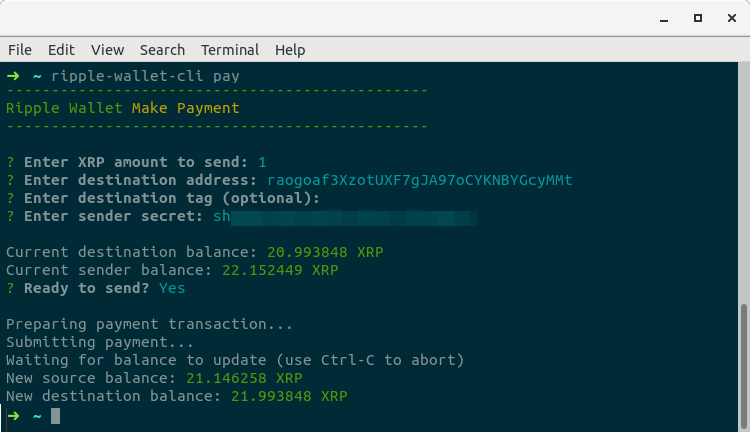 File Edit View Search Terminal Help
➜ ~ ripple-wallet-cli pay
-----------------------------------------------
Ripple Wallet Make Payment
-----------------------------------------------
? Enter XRP amount to send: 1
? Enter destination address: raogoaf3XzotUXF7gJA97oCYKNBYGcyMMt
? Enter destination tag (optional):
? Enter sender secret: sh
Current destination balance: 20.993848 XRP
Current sender balance: 22.152449 XRP
? Ready to send? Yes
Preparing payment transaction...
Submitting payment...
Waiting for balance to update (use Ctrl-C to abort)
New source balance: 21.146258 XRP
New destination balance: 21.993848 XRP
➜ ~